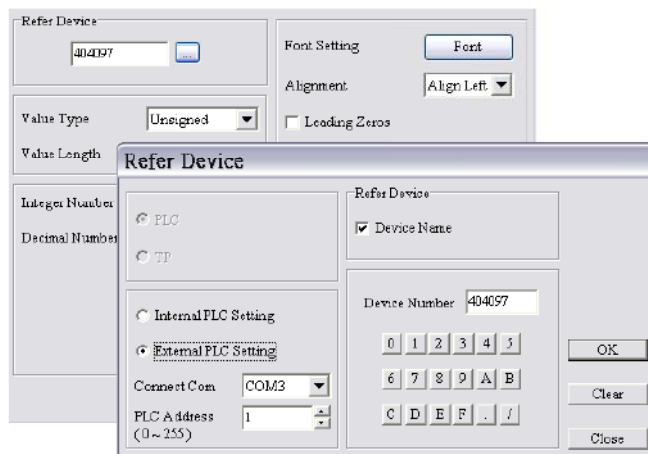 Refer Device
404097
...
Value Type
Unsigned
Value Length
Integer Number
Decimal Number
Font Setting
Font
Alignment
Align Left
Leading Zeros
Refer Device
PLC
TP
Internal PLC Setting
External PLC Setting
Connect Com
COM3
PLC Address
(0~255)
1
Refer Device
Device Name
Device Number
404097
0 1 2 3 4 5
6 7 8 9 A B
C D E F . /
OK
Clear
Close